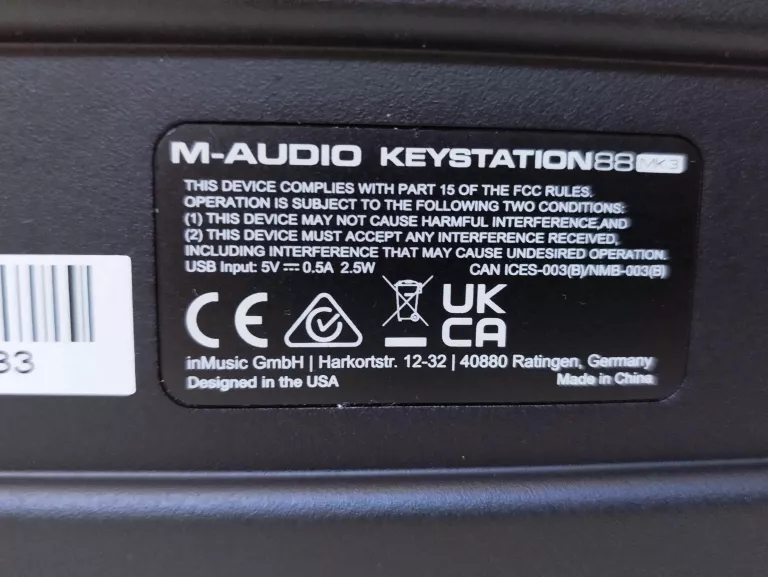 M-AUDIO KEYSTATION88 MK3
THIS DEVICE COMPLIES WITH PART 15 OF THE FCC RULES.
OPERATION IS SUBJECT TO THE FOLLOWING TWO CONDITIONS:
(1) THIS DEVICE MAY NOT CAUSE HARMFUL INTERFERENCE,AND
(2) THIS DEVICE MUST ACCEPT ANY INTERFERENCE RECEIVED,
INCLUDING INTERFERENCE THAT MAY CAUSE UNDESIRED OPERATION.
USB Input: 5V⎓0.5A 2.5W CAN ICES-003(B)/NMB-003(B)
CE UK
CA
inMusic GmbH | Harkortstr. 12-32 | 40880 Ratingen, Germany
Designed in the USA Made in China
83